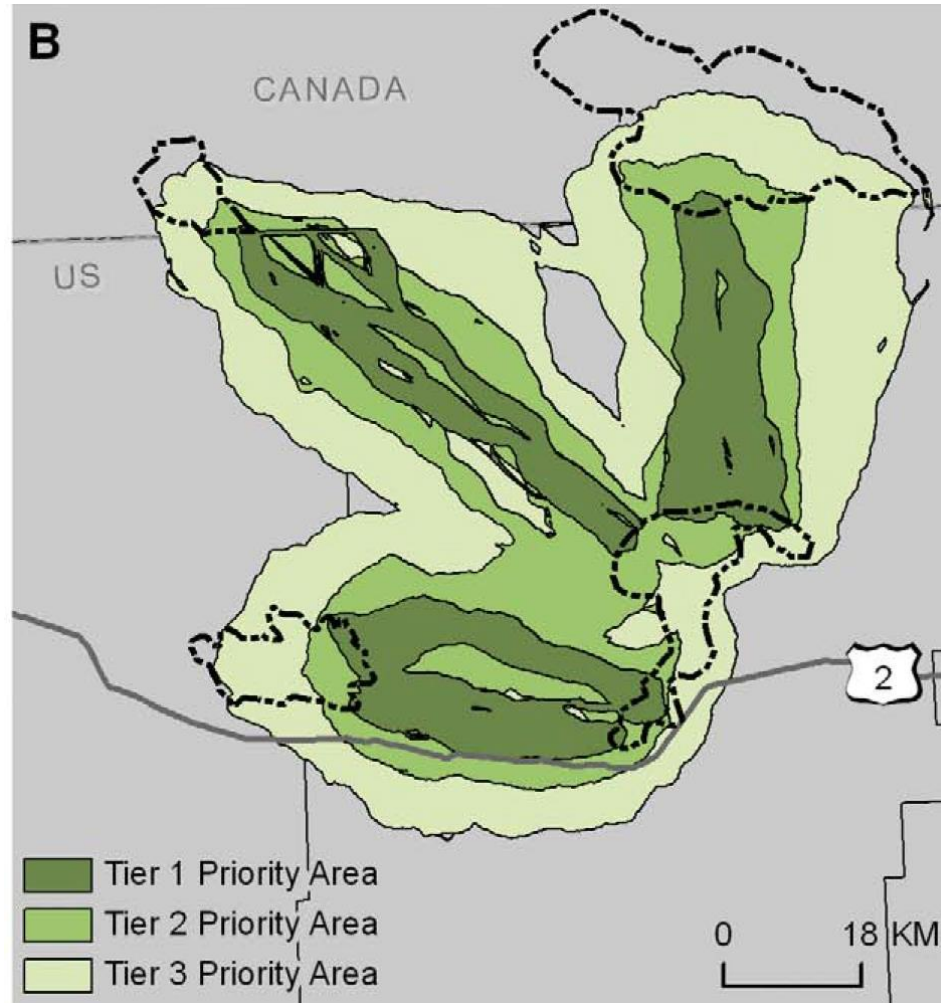 B
CANADA
US
2
Tier 1 Priority Area
Tier 2 Priority Area
Tier 3 Priority Area
0 18 KM